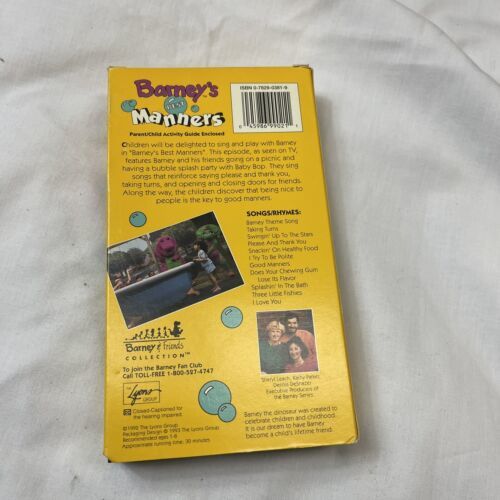 Barney's™
BEST
Manners
Parent/Child Activity Guide Enclosed
ISBN 0-7829-0381-9
0 45986 99021 1
Children will be delighted to sing and play with Barney
in "Barney's Best Manners". This episode, as seen on TV,
features Barney and his friends going on a picnic and
having a bubble splash party with Baby Bop. They
sing songs that reinforce saying please and thank you,
taking turns, and opening and closing doors for friends.
Along the way, the children discover that being nice to
people is the key to good manners.
SONGS/RHYMES:
Barney Theme Song
Taking Turns
Swingin' Up To The Stars
Please And Thank You
Snackin' On Healthy Food
I Try To Be Polite
Good Manners
Does Your Chewing Gum
Lose Its Flavor
Splashin' In The Bath
Three Little Fishies
I Love You
Barney & Friends
COLLECTION™
To Join the Barney Fan Club
Call TOLL-FREE 1-800-527-4747
The
Lyons
GROUP
Closed-Captioned for
the hearing impaired.
©1992 The Lyons Group
Packaging Design © 1993 The Lyons Group
Recommended ages 1-8
Approximate running time: 30 minutes.
Sheryl Leach, Kathy Parker,
Dennis DeShazer
Executive Producers of
the Barney Series
Barney the dinosaur was created to
celebrate children and childhood.
It is our dream to have Barney
become a child's lifetime friend.